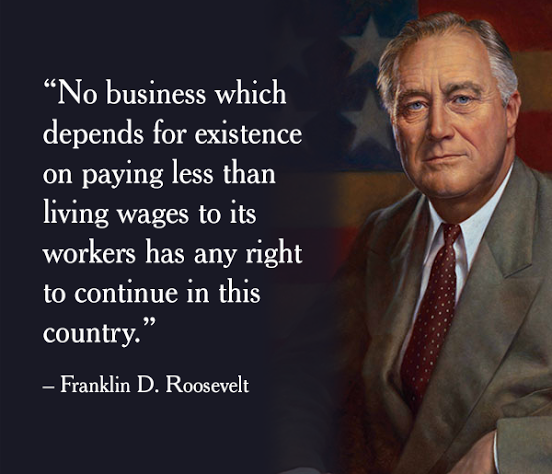 “No business which
depends for existence
on paying less than
living wages to its
workers has any right
to continue in this
country.”
– Franklin D. Roosevelt